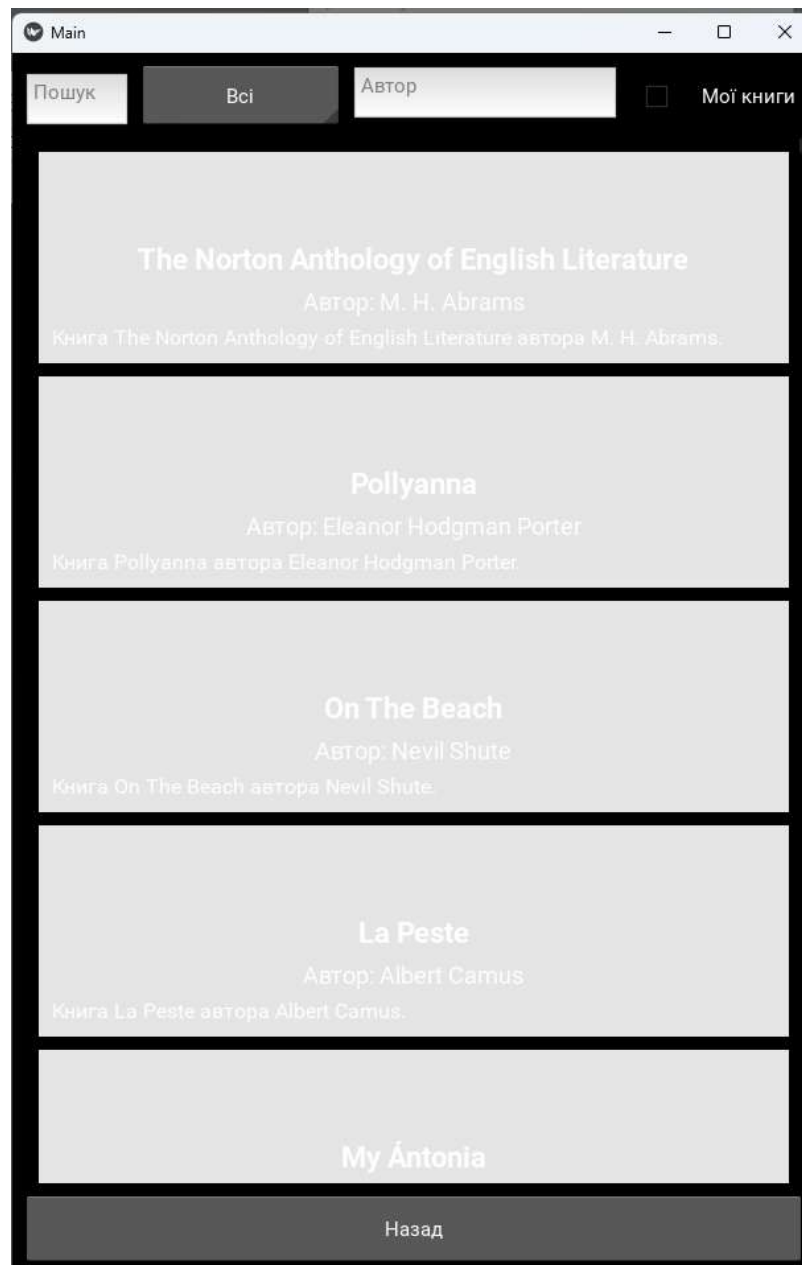 Main
Пошук
Всі
Автор
Мої книги
The Norton Anthology of English Literature
Автор: M. H. Abrams
Книга The Norton Anthology of English Literature автора M. H. Abrams.
Pollyanna
Автор: Eleanor Hodgman Porter
Книга Pollyanna автора Eleanor Hodgman Porter.
On The Beach
Автор: Nevil Shute
Книга On The Beach автора Nevil Shute.
La Peste
Автор: Albert Camus
Книга La Peste автора Albert Camus.
My Ántonia
Назад